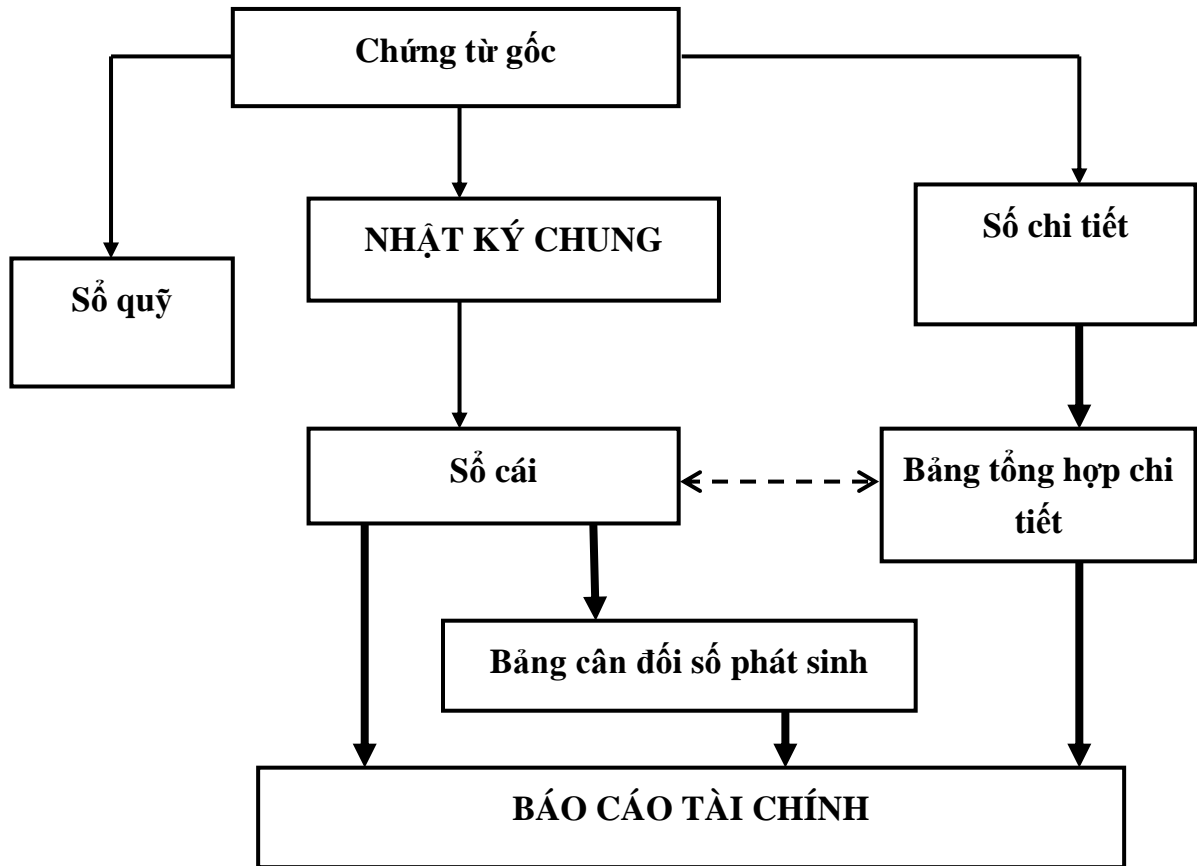 Chứng từ gốc
NHẬT KÝ CHUNG
Số chi tiết
Sổ quỹ
Sổ cái
Bảng tổng hợp chi
tiết
Bảng cân đối số phát sinh
BÁO CÁO TÀI CHÍNH